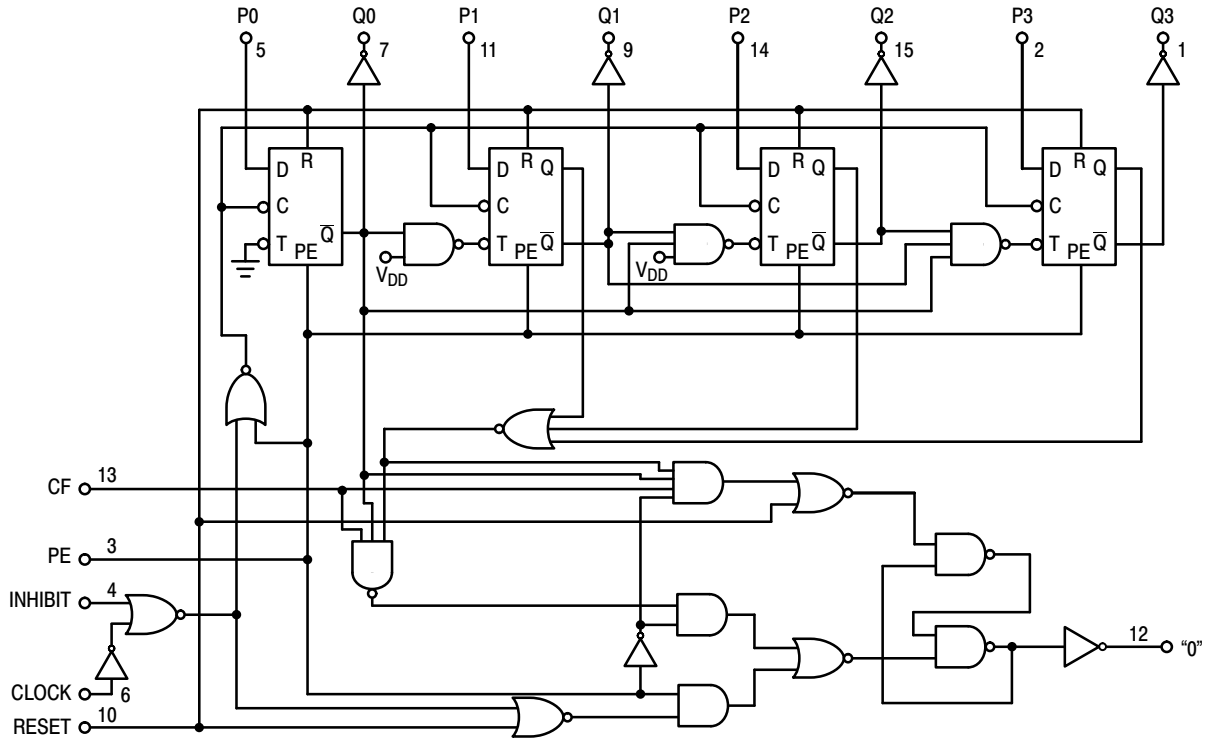 P0 Q0 P1 Q1 P2 Q2 P3 Q3
5 7 11 9 14 15 2 1
R R R R
D D Q D Q D Q
C C C C
Q T T Q T Q T Q
PE PE PE PE
VDD VDD
CF 13
PE 3
INHIBIT 4
12 "0"
CLOCK 6
RESET 10